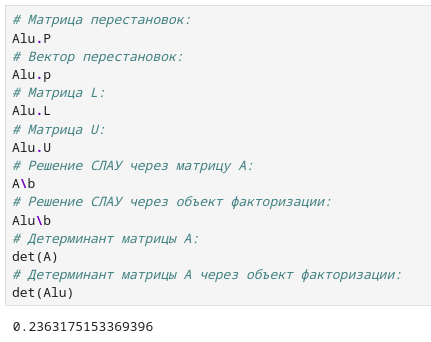 # Матрица перестановок:
Alu.P
# Вектор перестановок:
Alu.p
# Матрица L:
Alu.L
# Матрица U:
Alu.U
# Решение СЛАУ через матрицу A:
A\b
# Решение СЛАУ через объект факторизации:
Alu\b
# Детерминант матрицы A:
det(A)
# Детерминант матрицы A через объект факторизации:
det(Alu)
0.2363175153369396